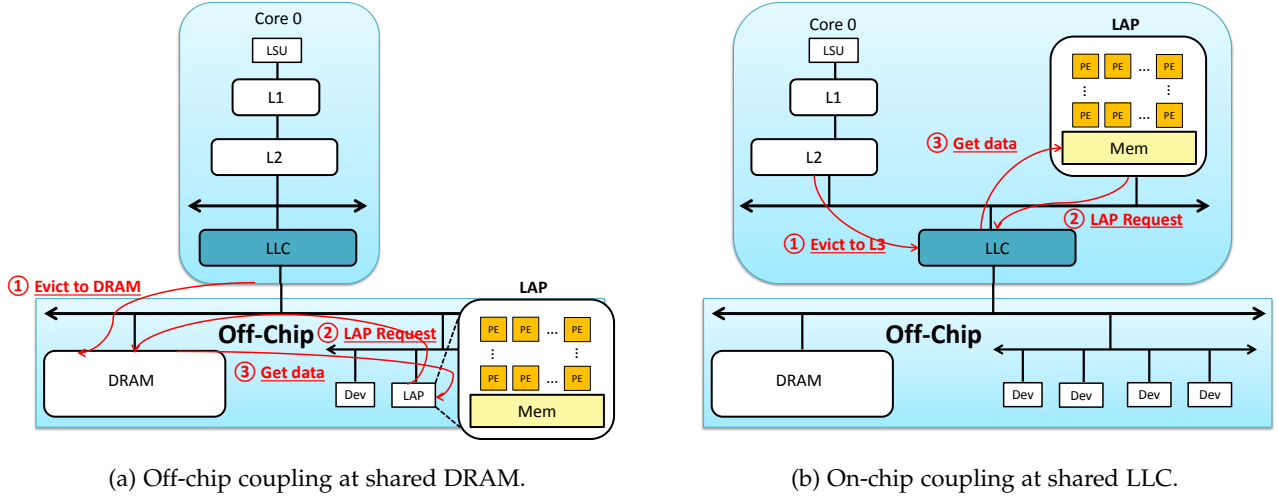 Core 0
LSU
L1
L2
LLC
① Evict to DRAM
Off-Chip
② LAP Request
③ Get data
DRAM
Dev
LAP
LAP
PE PE ... PE
⋮ ⋮
PE PE ... PE
Mem
(a) Off-chip coupling at shared DRAM.
Core 0
LSU
L1
L2
LAP
PE PE ... PE
⋮ ⋮
PE PE ... PE
Mem
③ Get data
② LAP Request
① Evict to L3
LLC
Off-Chip
DRAM
Dev Dev Dev Dev
(b) On-chip coupling at shared LLC.